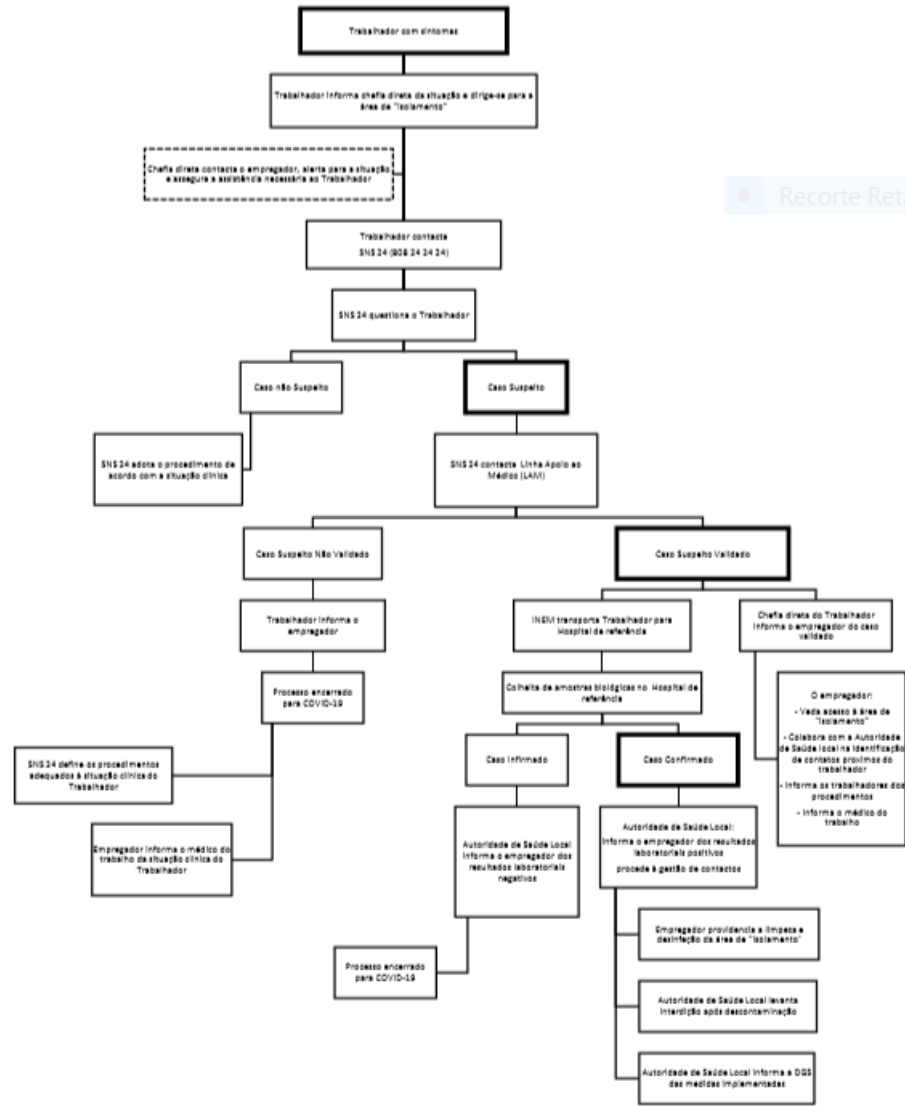 Trabalhador com sintomas
Trabalhador informa chefia direta da situação e dirige-se para a
área de "isolamento"
Chefia direta contacta o empregador, alerta para a situação
e assegura a assistência necessária ao Trabalhador
Recorte Reta
Trabalhador contacta
SNS 24 (808 24 24 24)
SNS 24 questiona o Trabalhador
Caso não Suspeito
Caso Suspeito
SNS 24 adota o procedimento de
acordo com a situação clínica
SNS 24 contacta Linha Apoio ao
Médico (LAM)
Caso Suspeito Não Validado
Caso Suspeito Validado
Trabalhador informa o
empregador
INEM transporta Trabalhador para
Hospital de referência
Chefia direta do Trabalhador
informa o empregador do caso
validado
Processo encerrado
para COVID-19
Colheita de amostras biológicas no Hospital de
referência
O empregador:
- Veda acesso à área de
"isolamento"
- Colabora com a Autoridade
de Saúde local na identificação
de contatos proximos do
trabalhador
- Informa os trabalhadores dos
procedimentos
- Informa o médico do
trabalho
SNS 24 define os procedimentos
adequados à situação clínica do
Trabalhador
Caso Infirmado
Caso Confirmado
Empregador informa o médico do
trabalho da situação clínica do
Trabalhador
Autoridade de Saúde Local
informa o empregador dos
resultados laboratoriais
negativos
Autoridade de Saúde Local:
Informa o empregador dos resultados
laboratoriais positivos
procede à gestão de contactos
Processo encerrado
para COVID-19
Empregador providencia a limpeza e
desinfeção da área de "isolamento"
Autoridade de Saúde Local levanta
interdição após descontaminação
Autoridade de Saúde Local informa a DGS
das medidas implementadas